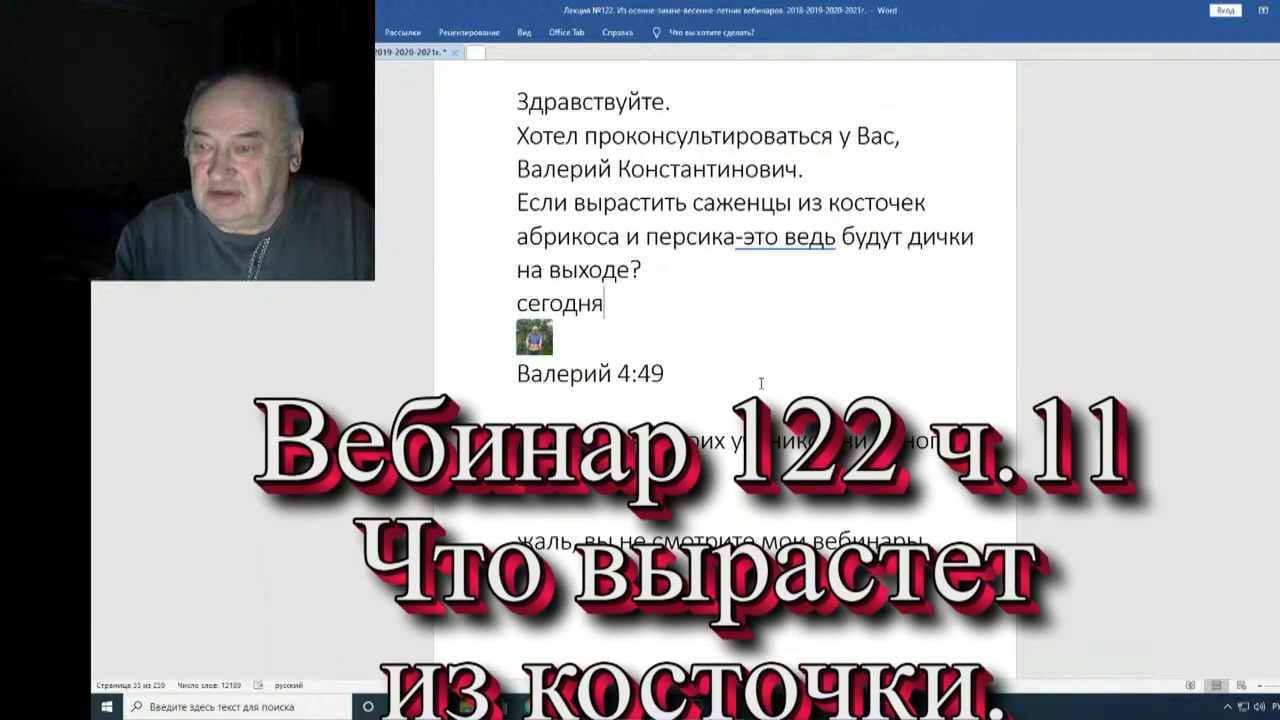 Лекция №122. Из осенне-зимне-весенне-летних вебинаров. 2018-2019-2020-2021г. - Word
Вход
Рассылки Рецензирование Вид Office Tab Справка Что вы хотите сделать?
2019-2020-2021г. *
Здравствуйте.
Хотел проконсультироваться у Вас,
Валерий Константинович.
Если вырастить саженцы из косточек
абрикоса и персика-это ведь будут дички
на выходе?
сегодня
Валерий 4:49
Вебинар 122 ч.11
жаль, вы не смотрите мои вебинары
Что вырастет
из косточки.
Страница 35 из 259 Число слов: 12189 русский
Введите здесь текст для поиска